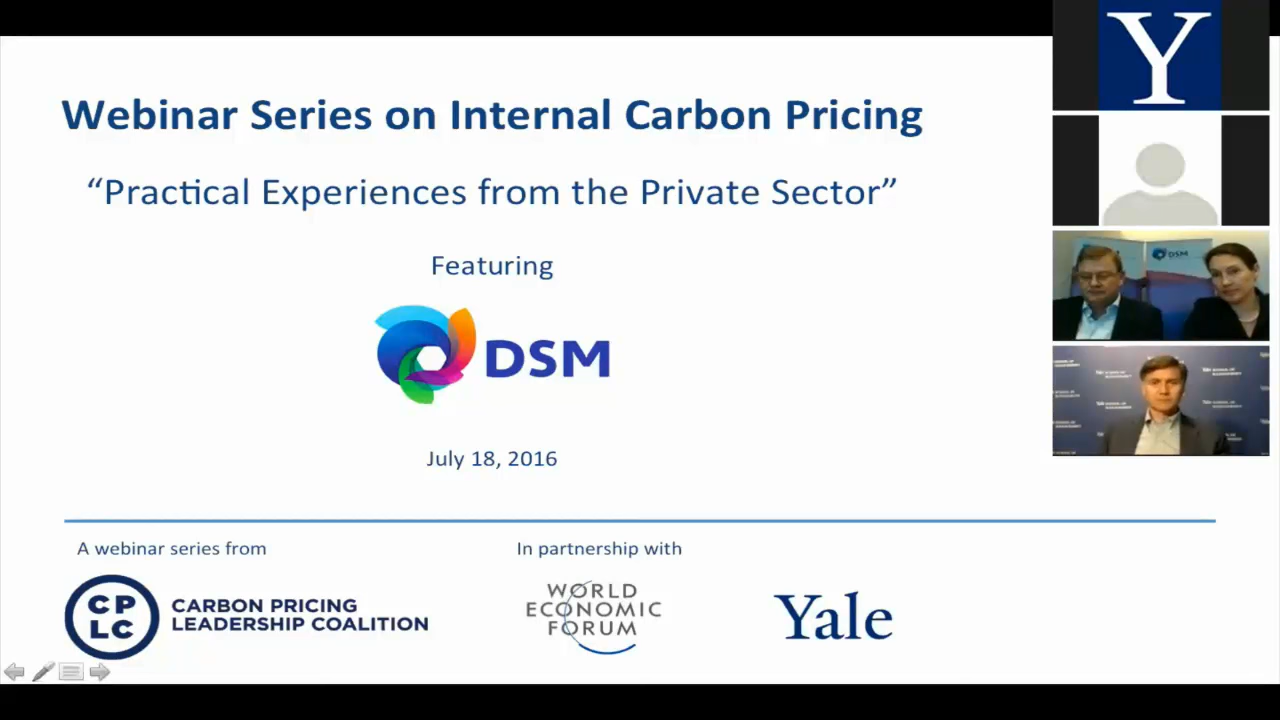 Webinar Series on Internal Carbon Pricing
“Practical Experiences from the Private Sector”
Featuring
DSM
July 18, 2016
A webinar series from
In partnership with
CP
LC
CARBON PRICING
LEADERSHIP COALITION
WORLD
ECONOMIC
FORUM
Yale
Y
DSM